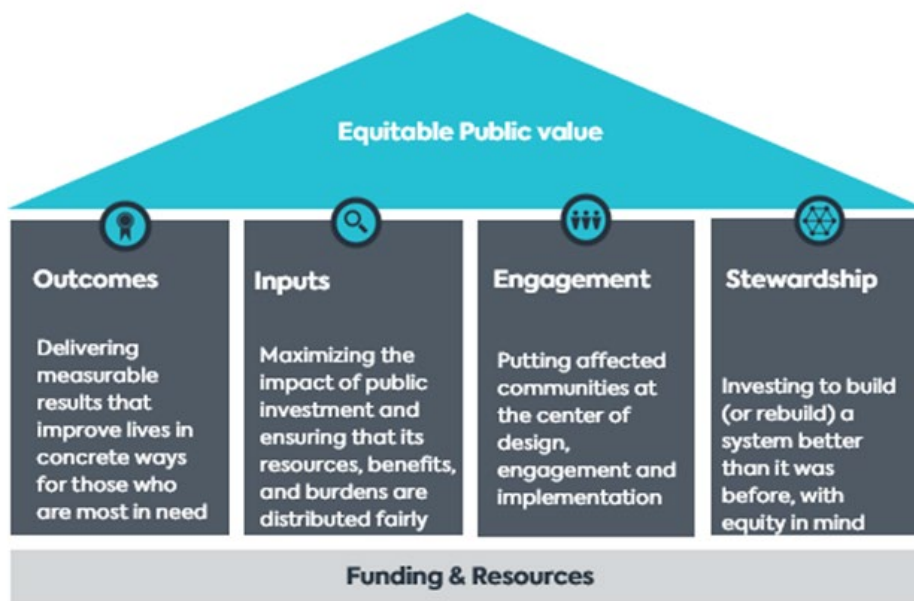 Equitable Public value
Outcomes
Delivering
measurable
results that
improve lives in
concrete ways
for those who
are most in need
Inputs
Maximizing the
impact of public
investment and
ensuring that its
resources, benefits,
and burdens are
distributed fairly
Engagement
Putting affected
communities at
the center of
design,
engagement and
implementation
Stewardship
Investing to build
(or rebuild) a
system better
than it was
before, with
equity in mind
Funding & Resources